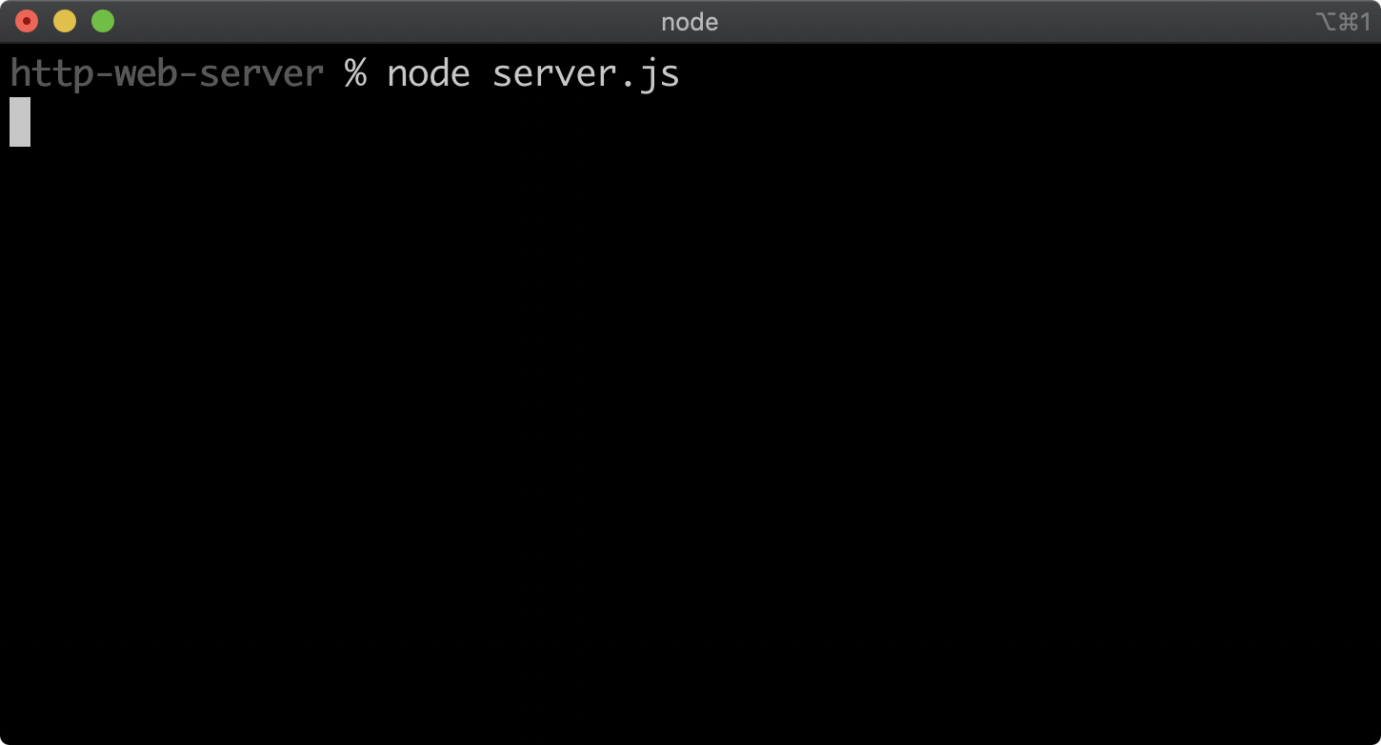 node
⌥⌘1
http-web-server % node server.js